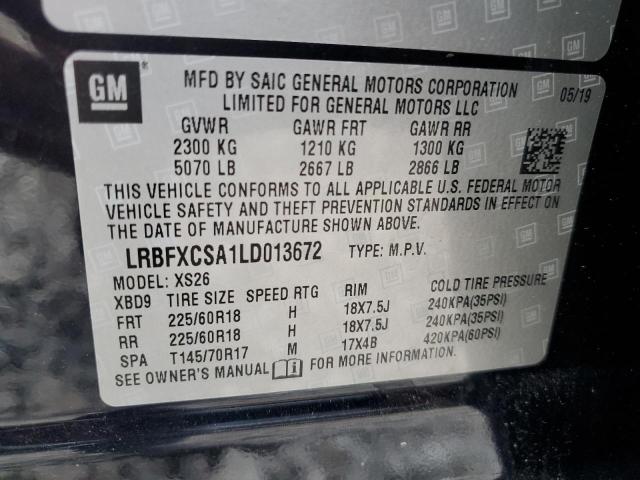 GM
MFD BY SAIC GENERAL MOTORS CORPORATION
LIMITED FOR GENERAL MOTORS LLC
05/19
GVWR GAWR FRT GAWR RR
2300 KG 1210 KG 1300 KG
5070 LB 2667 LB 2866 LB
THIS VEHICLE CONFORMS TO ALL APPLICABLE U.S. FEDERAL MOTOR
VEHICLE SAFETY AND THEFT PREVENTION STANDARDS IN EFFECT ON
THE DATE OF MANUFACTURE SHOWN ABOVE.
LRBFXCSA1LD013672 TYPE: M.P.V.
MODEL: XS26
XBD9 TIRE SIZE SPEED RTG RIM COLD TIRE PRESSURE
FRT 225/60R18 H 18X7.5J 240KPA(35PSI)
RR 225/60R18 H 18X7.5J 240KPA(35PSI)
SPA T145/70R17 M 17X4B 420KPA(60PSI)
SEE OWNER'S MANUAL FOR MORE INFORMATION.